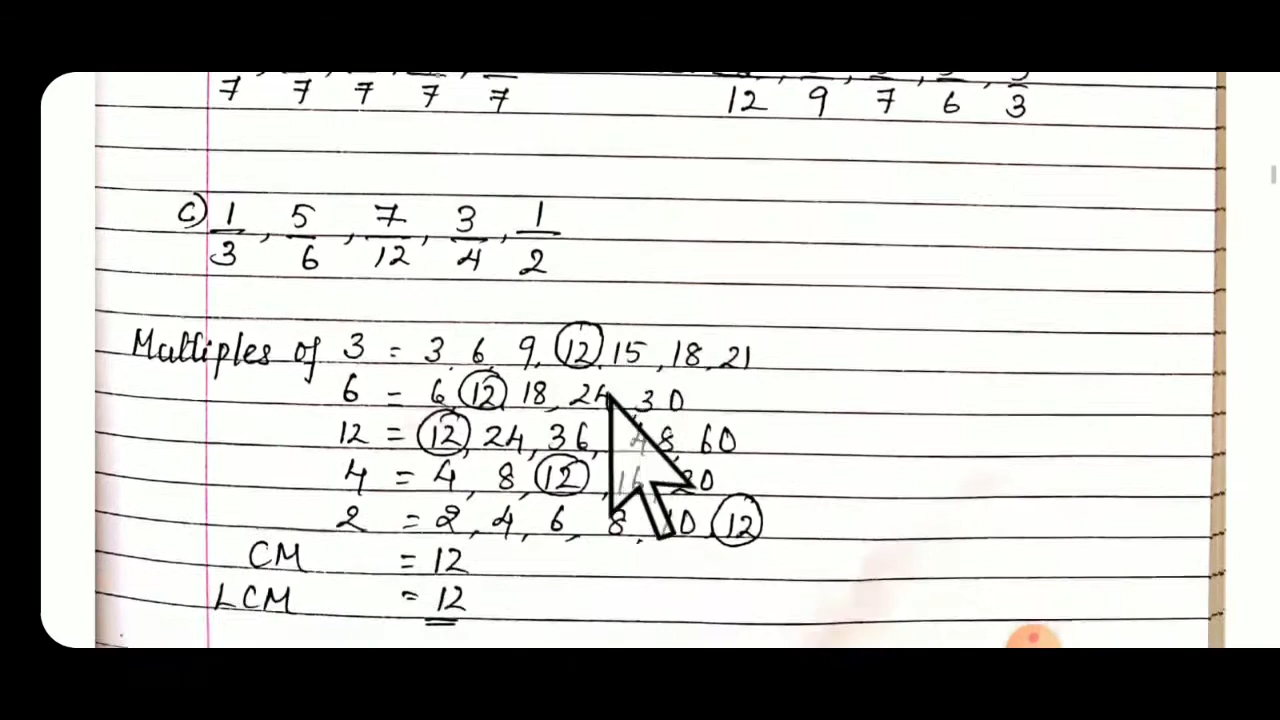 7 7 7 7 7 12 9 7 6 3
c) 1/3, 5/6, 7/12, 3/4, 1/2
Multiples of 3 = 3, 6, 9, 12, 15, 18, 21
6 = 6, 12, 18, 24, 30
12 = 12, 24, 36, 48, 60
4 = 4, 8, 12, 16, 20
2 = 2, 4, 6, 8, 10, 12
CM = 12
LCM = 12